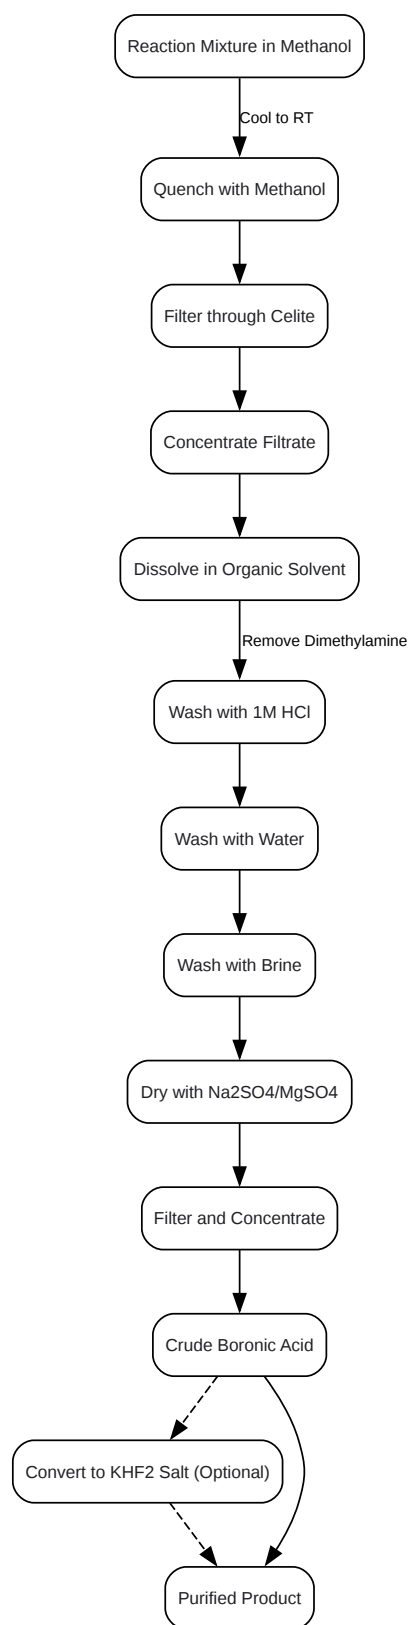 Reaction Mixture in Methanol
Cool to RT
Quench with Methanol
Filter through Celite
Concentrate Filtrate
Dissolve in Organic Solvent
Remove Dimethylamine
Wash with 1M HCl
Wash with Water
Wash with Brine
Dry with Na2SO4/MgSO4
Filter and Concentrate
Crude Boronic Acid
Convert to KHF2 Salt (Optional)
Purified Product